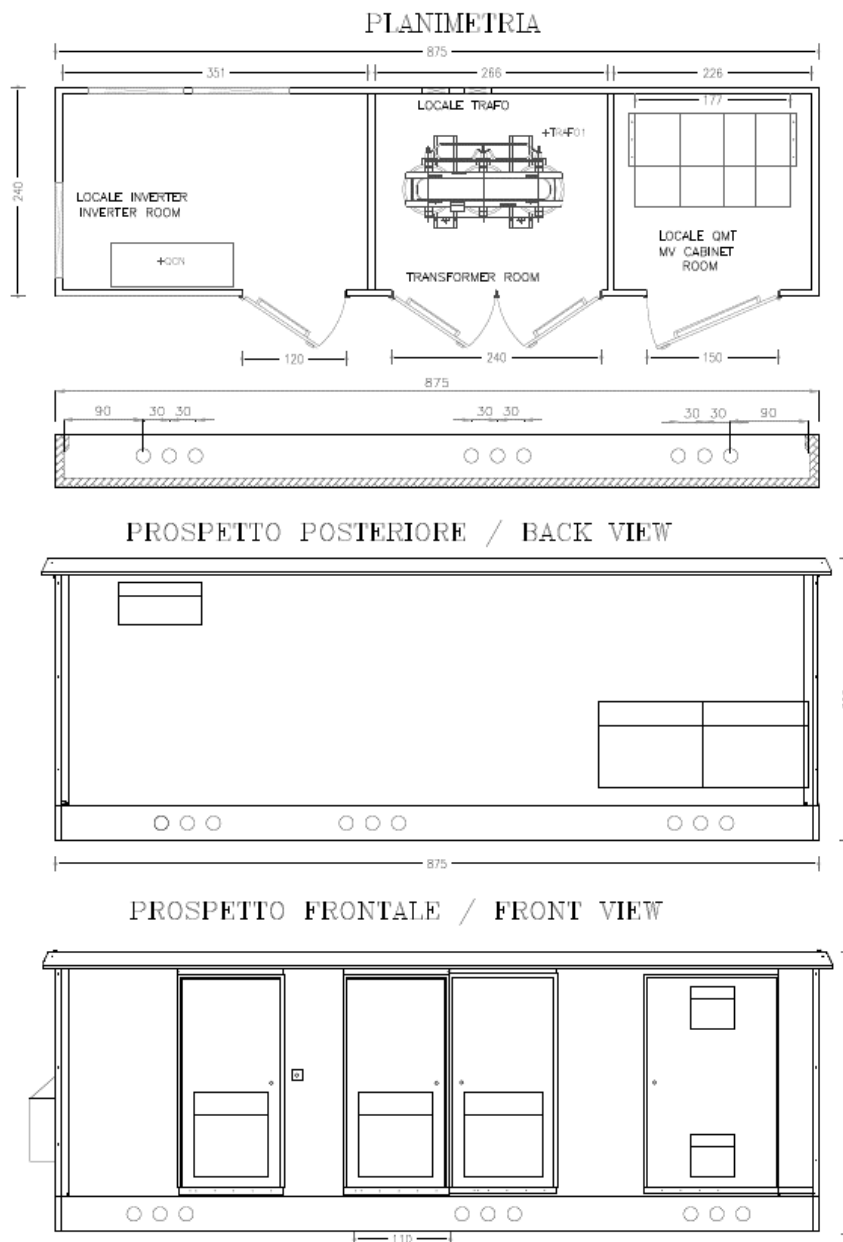 PLANIMETRIA
875
351
266
226
LOCALE TRAFO
177
+TRAFO1
240
LOCALE INVERTER
INVERTER ROOM
LOCALE QMT
MV CABINET
ROOM
+QCN
TRANSFORMER ROOM
120
240
150
875
90
30
30
30
30
30
30
90
PROSPETTO POSTERIORE / BACK VIEW
875
PROSPETTO FRONTALE / FRONT VIEW
110